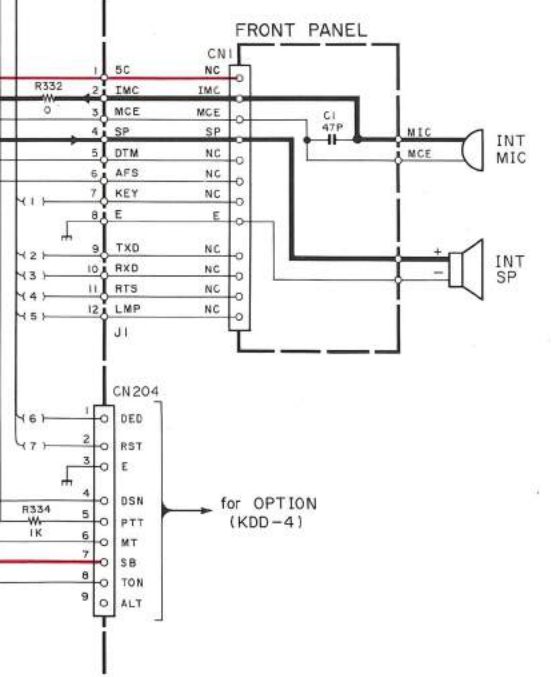 FRONT PANEL
CN1
1 5C NC
R332
0
2 IMC IMC
3 MCE MCE
C1
47P
4 SP SP
MIC
MCE
INT
MIC
5 DTM NC
6 AFS NC
( 1 ) 7 KEY NC
8 E E
( 2 ) 9 TXD NC
( 3 ) 10 RXD NC
( 4 ) 11 RTS NC
( 5 ) 12 LMP NC
+
-
INT
SP
J1
CN204
( 6 ) 1 DED
( 7 ) 2 RST
3 E
4 DSN
R334
1K
5 PTT
6 MT
7 SB
8 TON
9 ALT
for OPTION
(KDD-4)